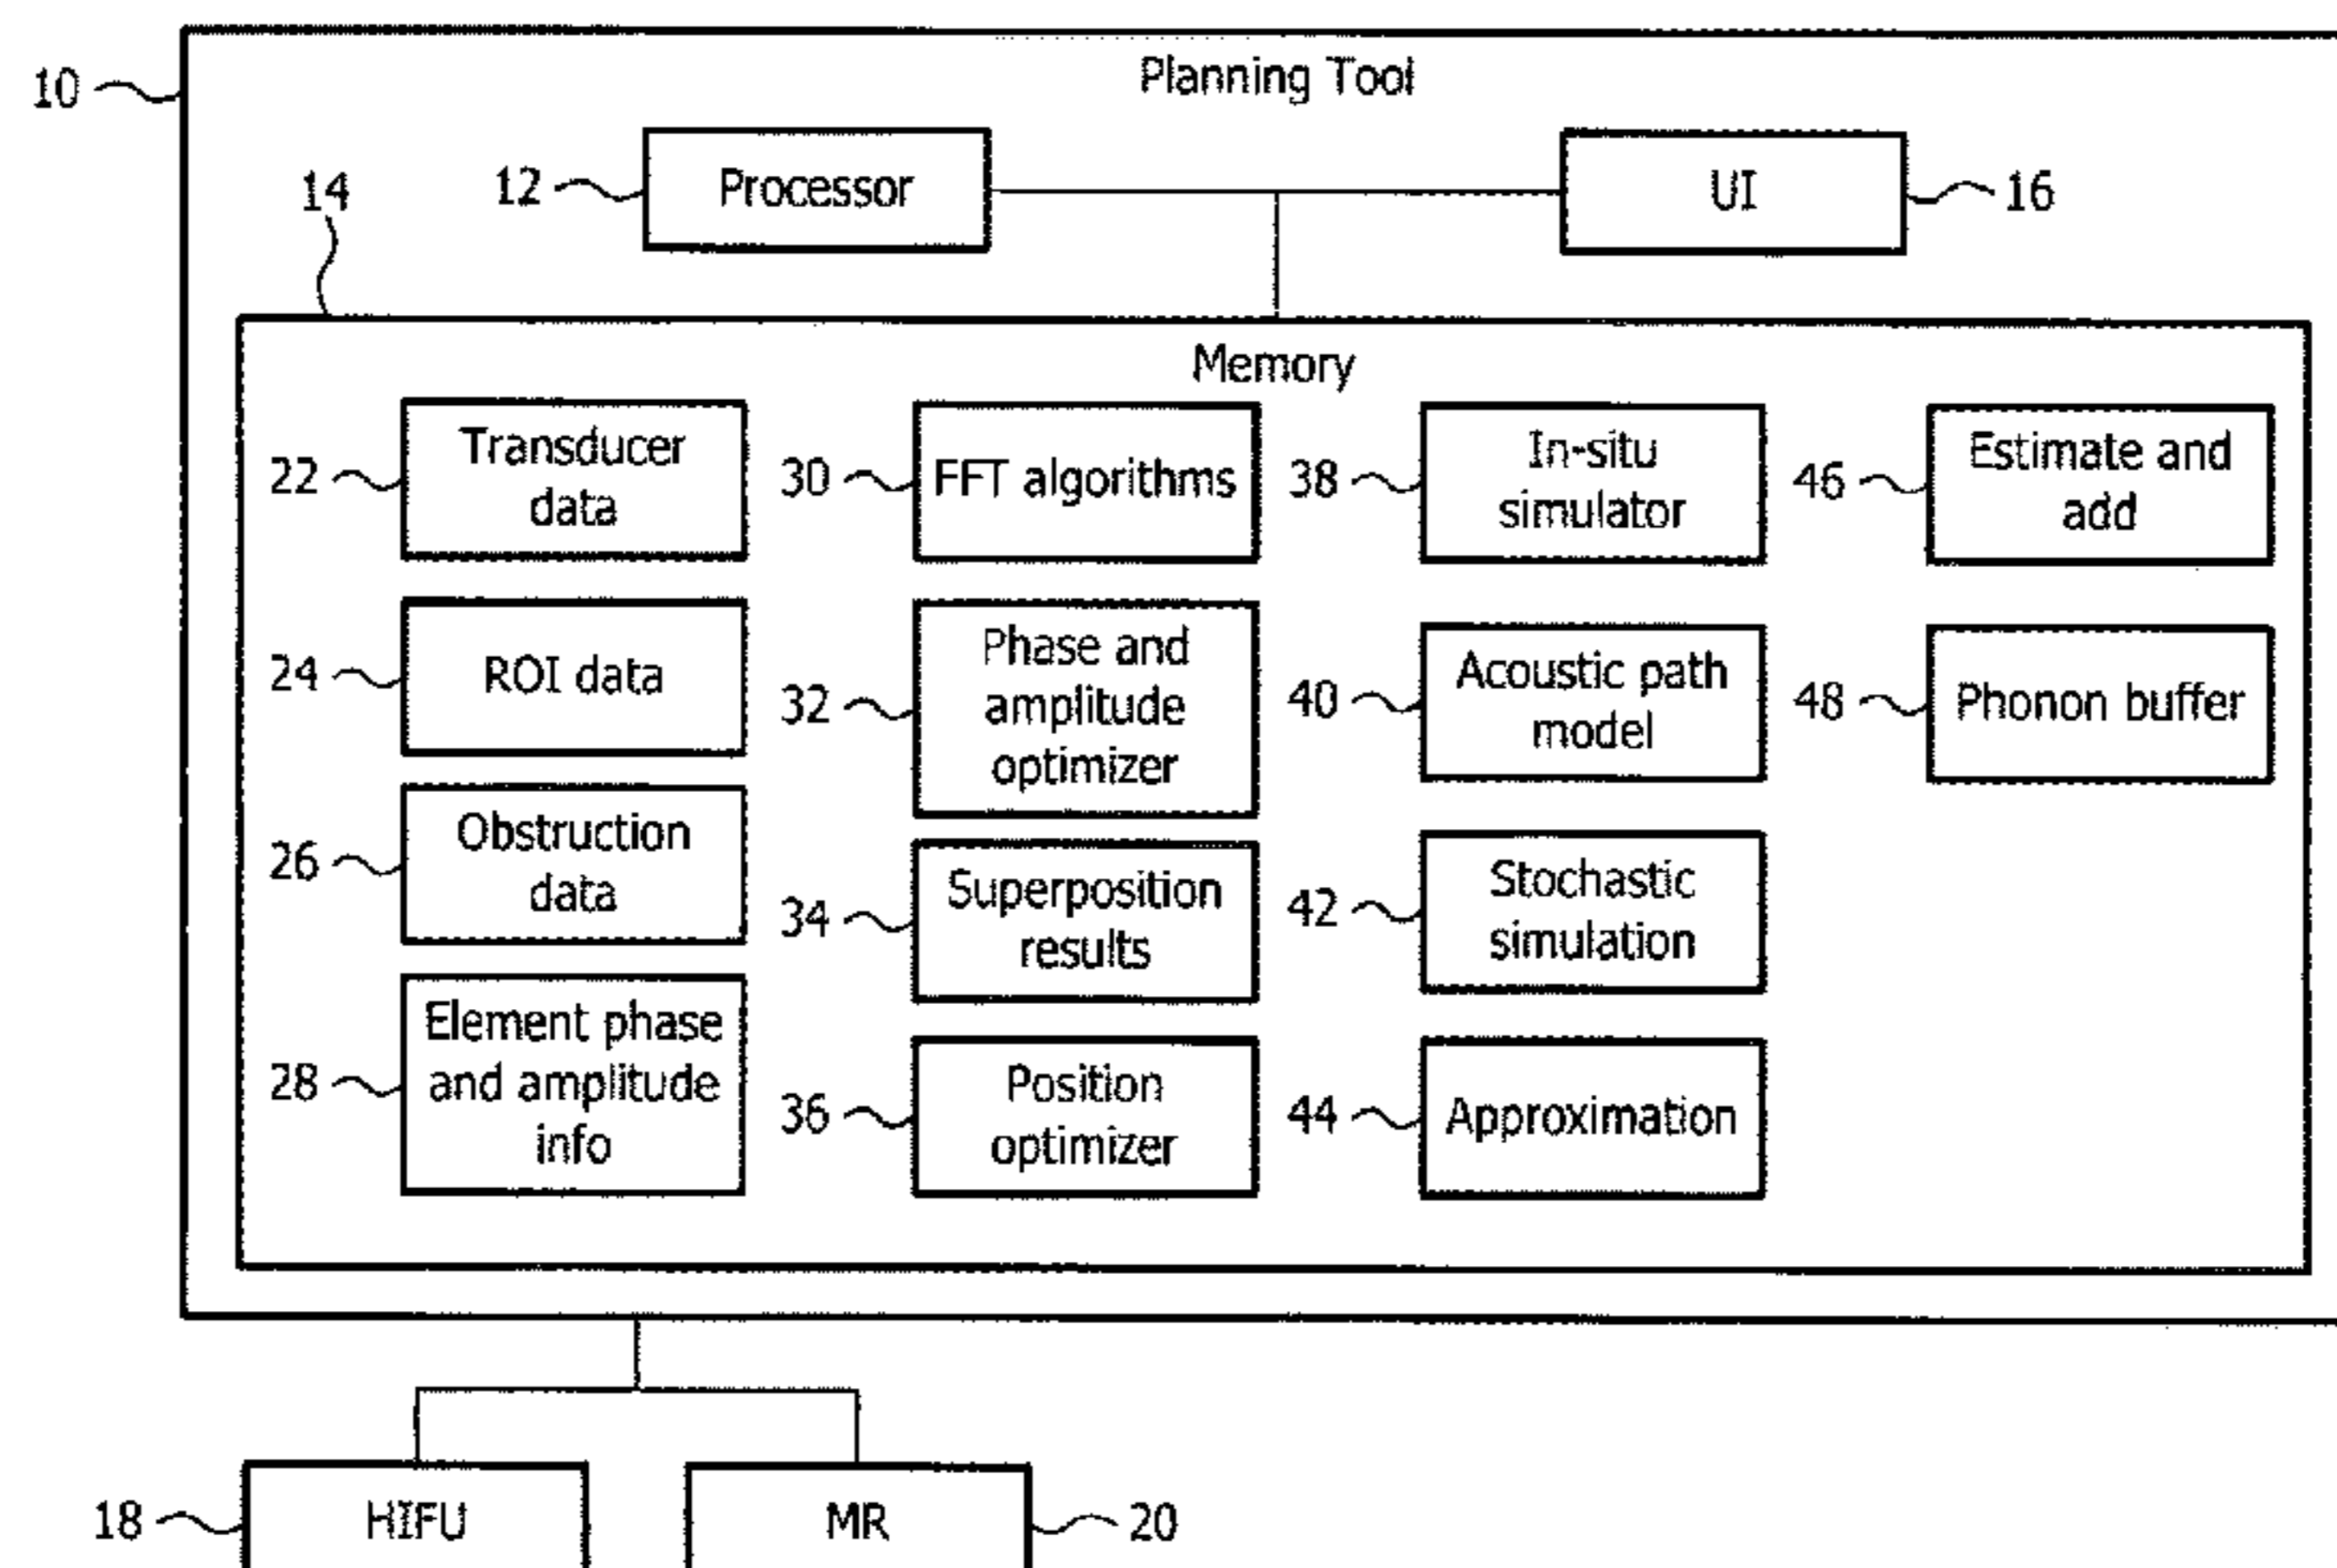 Planning Tool
10
12
Processor
UI
16
14
Memory
22
Transducer
data
30
FFT algorithms
38
In-situ
simulator
46
Estimate and
add
24
ROI data
32
Phase and
amplitude
optimizer
40
Acoustic path
model
48
Phonon buffer
26
Obstruction
data
34
Superposition
results
42
Stochastic
simulation
28
Element phase
and amplitude
info
36
Position
optimizer
44
Approximation
18
HIFU
MR
20